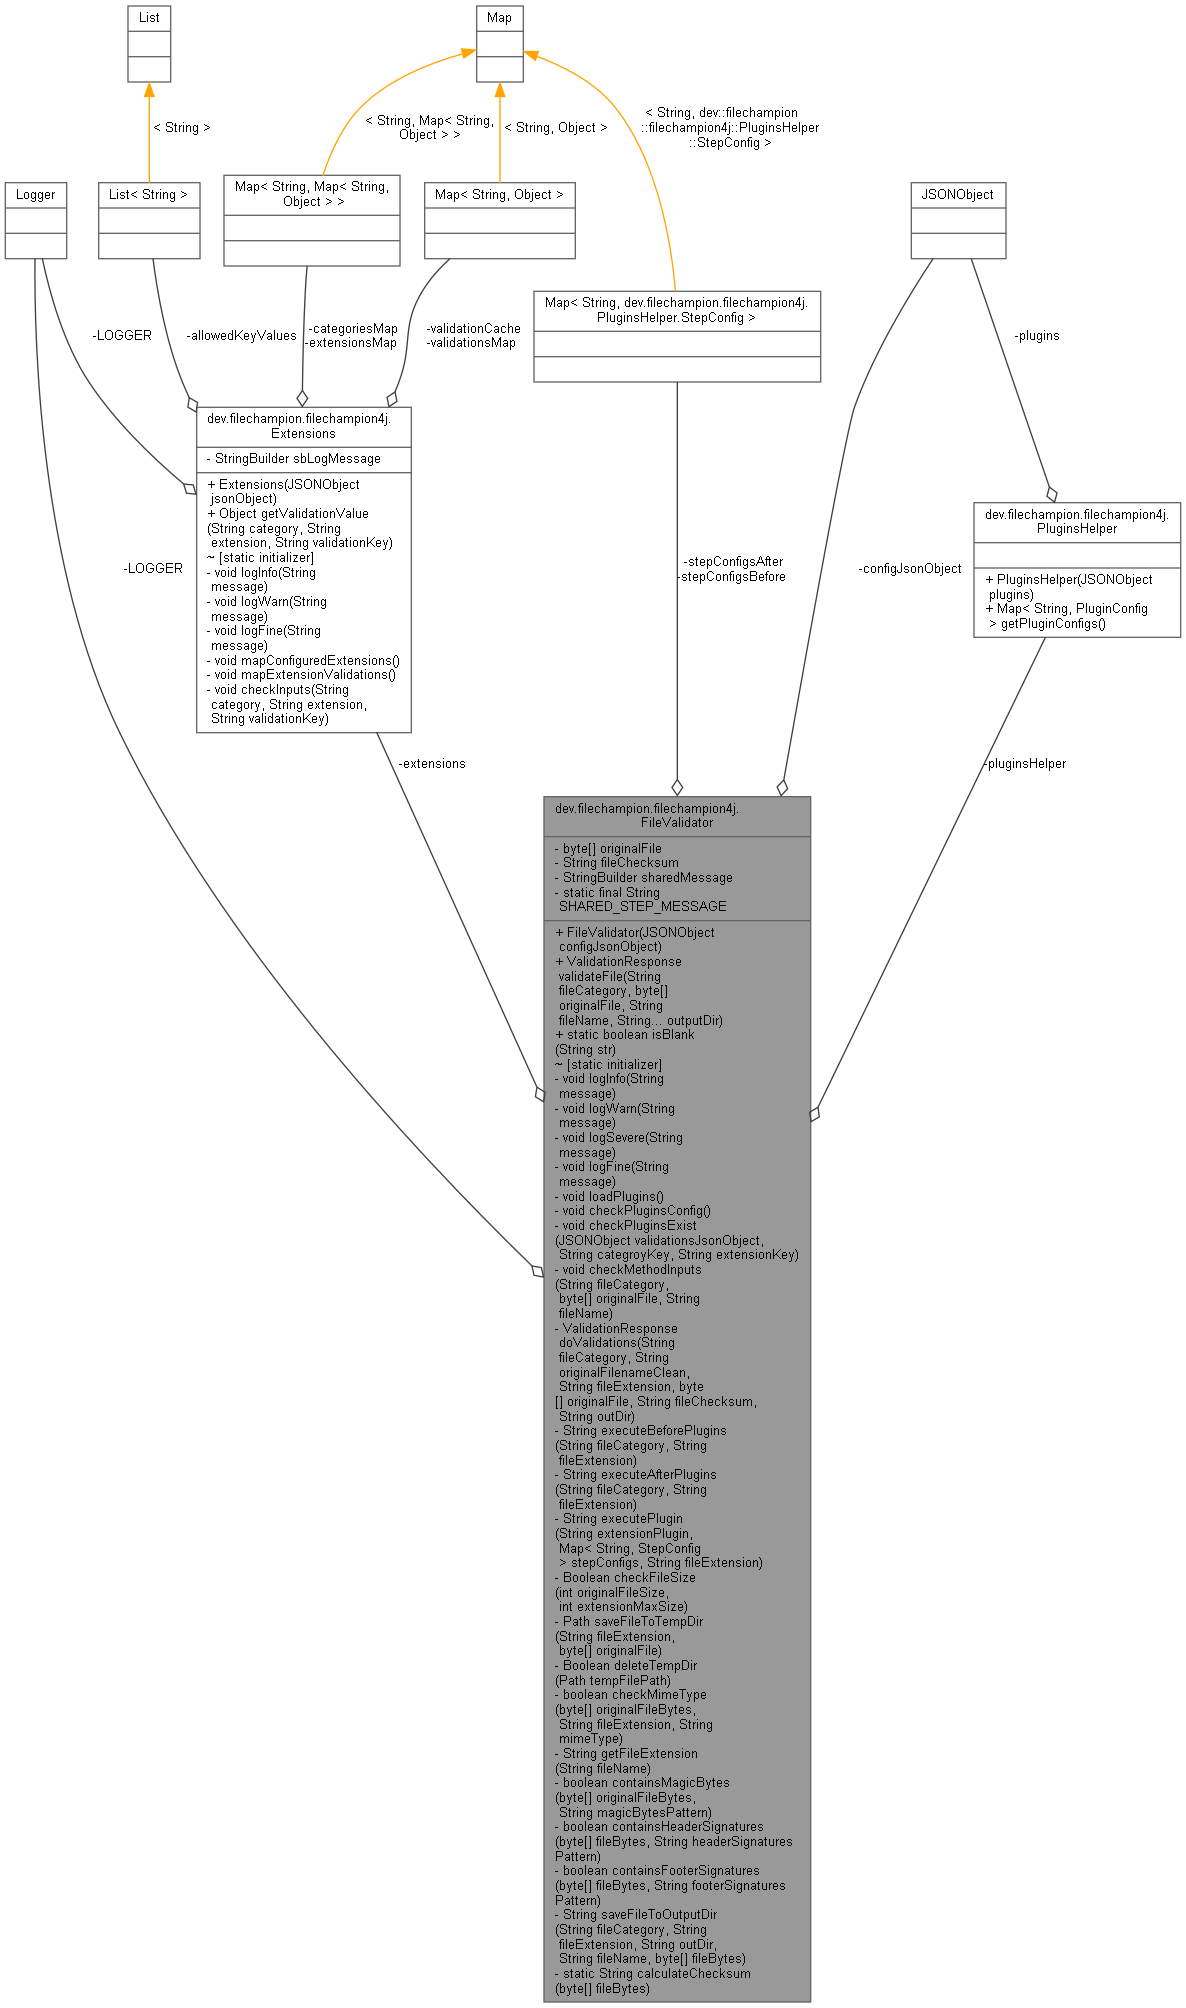 List
Map
< String >
< String, Map< String,
Object > >
< String, Object >
< String, dev::filechampion
::filechampion4j::PluginsHelper
::StepConfig >
Logger
List< String >
Map< String, Map< String,
Object > >
Map< String, Object >
JSONObject
Map< String, dev.filechampion.filechampion4j.
PluginsHelper.StepConfig >
-LOGGER
-allowedKeyValues
-categoriesMap
-extensionsMap
-validationCache
-validationsMap
-plugins
dev.filechampion.filechampion4j.
Extensions
- StringBuilder sbLogMessage
+ Extensions(JSONObject
jsonObject)
+ Object getValidationValue
(String category, String
extension, String validationKey)
~ [static initializer]
- void logInfo(String
message)
- void logWarn(String
message)
- void logFine(String
message)
- void mapConfiguredExtensions()
- void mapExtensionValidations()
- void checkInputs(String
category, String extension,
String validationKey)
-LOGGER
-stepConfigsAfter
-stepConfigsBefore
-configJsonObject
dev.filechampion.filechampion4j.
PluginsHelper
+ PluginsHelper(JSONObject
plugins)
+ Map< String, PluginConfig
> getPluginConfigs()
-extensions
-pluginsHelper
dev.filechampion.filechampion4j.
FileValidator
- byte[] originalFile
- String fileChecksum
- StringBuilder sharedMessage
- static final String
SHARED_STEP_MESSAGE
+ FileValidator(JSONObject
configJsonObject)
+ ValidationResponse
validateFile(String
fileCategory, byte[]
originalFile, String
fileName, String... outputDir)
+ static boolean isBlank
(String str)
~ [static initializer]
- void logInfo(String
message)
- void logWarn(String
message)
- void logSevere(String
message)
- void logFine(String
message)
- void loadPlugins()
- void checkPluginsConfig()
- void checkPluginsExist
(JSONObject validationsJsonObject,
String categroyKey, String extensionKey)
- void checkMethodInputs
(String fileCategory,
byte[] originalFile, String
fileName)
- ValidationResponse
doValidations(String
fileCategory, String
originalFilenameClean,
String fileExtension, byte
[] originalFile, String fileChecksum,
String outDir)
- String executeBeforePlugins
(String fileCategory, String
fileExtension)
- String executeAfterPlugins
(String fileCategory, String
fileExtension)
- String executePlugin
(String extensionPlugin,
Map< String, StepConfig
> stepConfigs, String fileExtension)
- Boolean checkFileSize
(int originalFileSize,
int extensionMaxSize)
- Path saveFileToTempDir
(String fileExtension,
byte[] originalFile)
- Boolean deleteTempDir
(Path tempFilePath)
- boolean checkMimeType
(byte[] originalFileBytes,
String fileExtension, String
mimeType)
- String getFileExtension
(String fileName)
- boolean containsMagicBytes
(byte[] originalFileBytes,
String magicBytesPattern)
- boolean containsHeaderSignatures
(byte[] fileBytes, String headerSignatures
Pattern)
- boolean containsFooterSignatures
(byte[] fileBytes, String footerSignatures
Pattern)
- String saveFileToOutputDir
(String fileCategory, String
fileExtension, String outDir,
String fileName, byte[] fileBytes)
- static String calculateChecksum
(byte[] fileBytes)